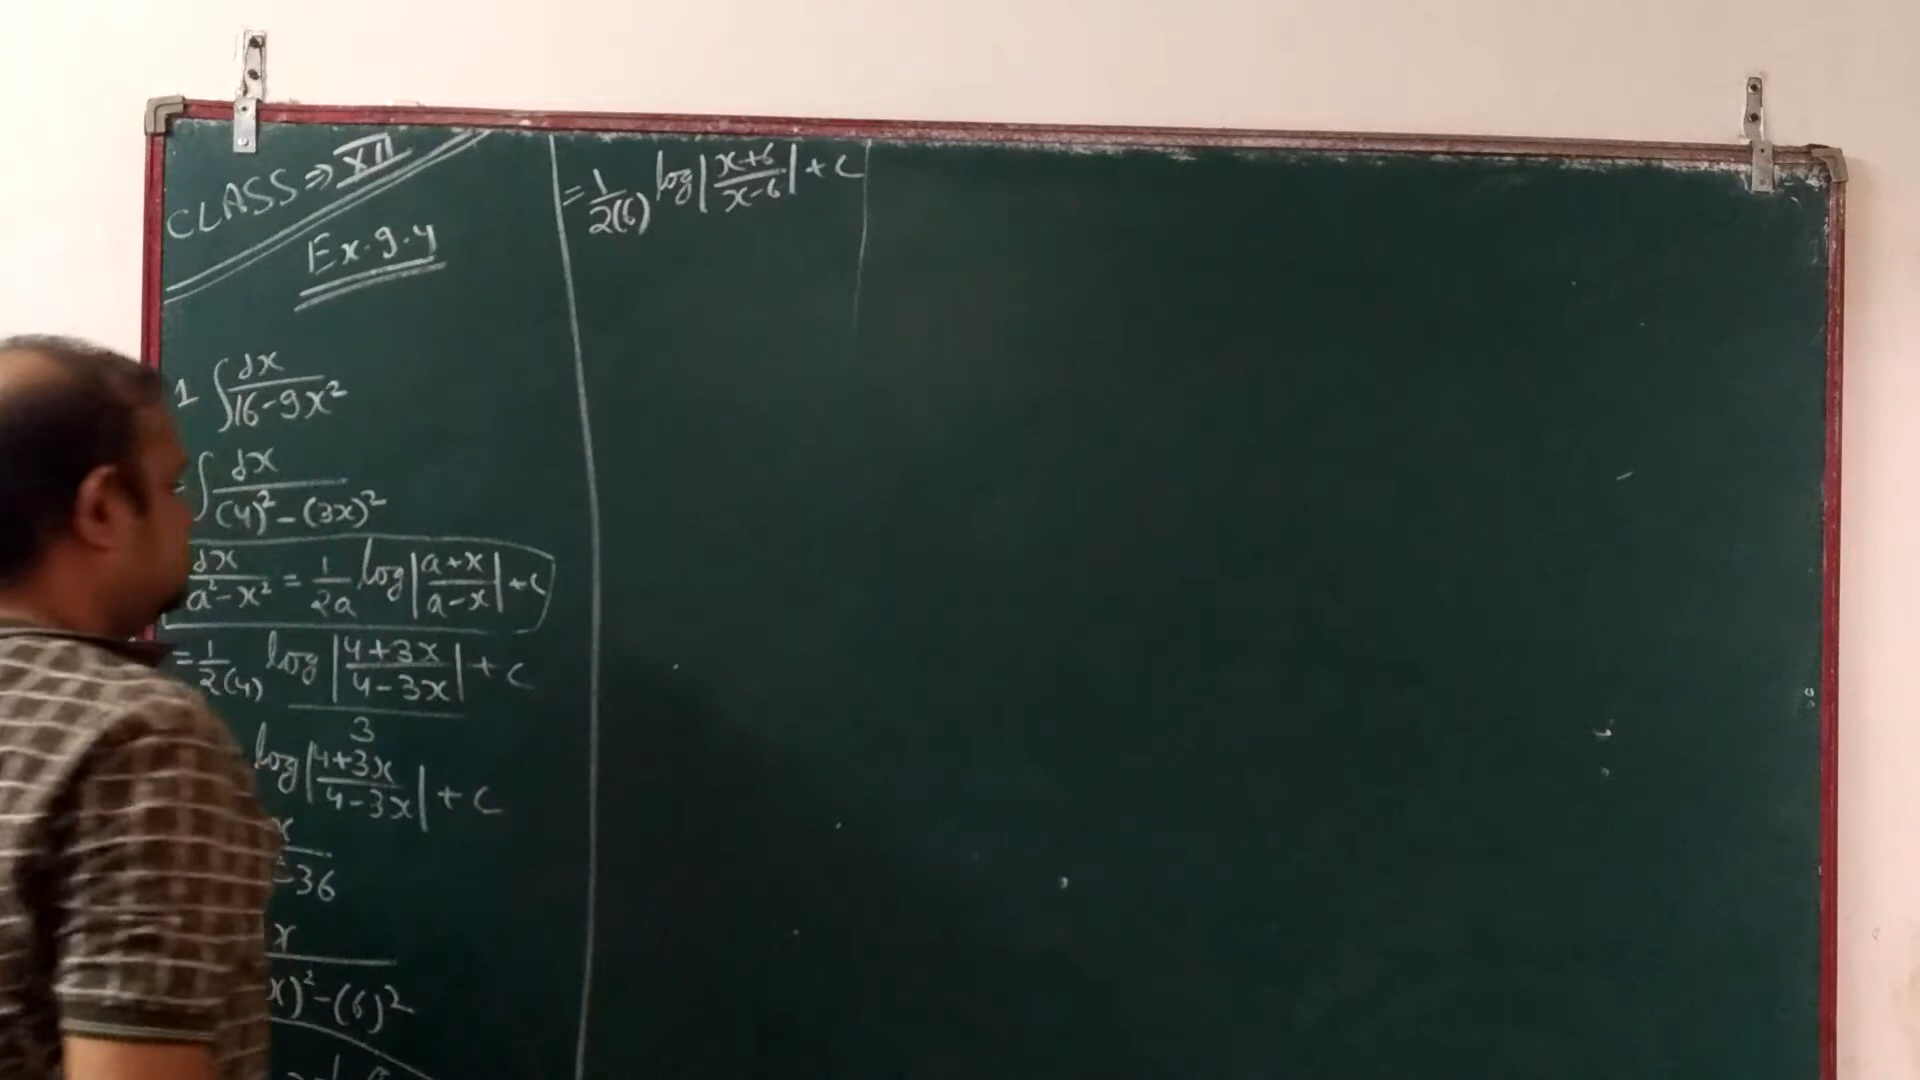 CLASS ⇒ XII
Ex. 9.4
1 ∫ dx/(16-9x²)
∫ dx/((4)² - (3x)²)
dx/(a²-x²) = 1/2a log|(a+x)/(a-x)| + c
= 1/2(4) log|(4+3x)/(4-3x)|/3 + c
log|(4+3x)/(4-3x)| + c
x/-36
x/x)² - (6)²
= 1/2(6) log|(x+6)/(x-6)| + c